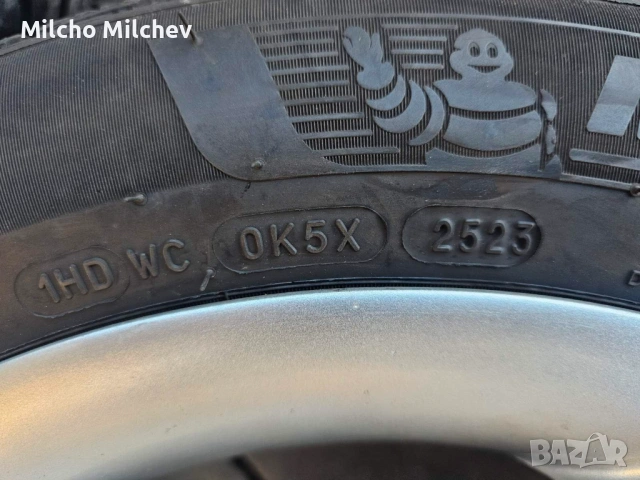 Milcho Milchev
1HD WC 0K5X 2523
BAZAR